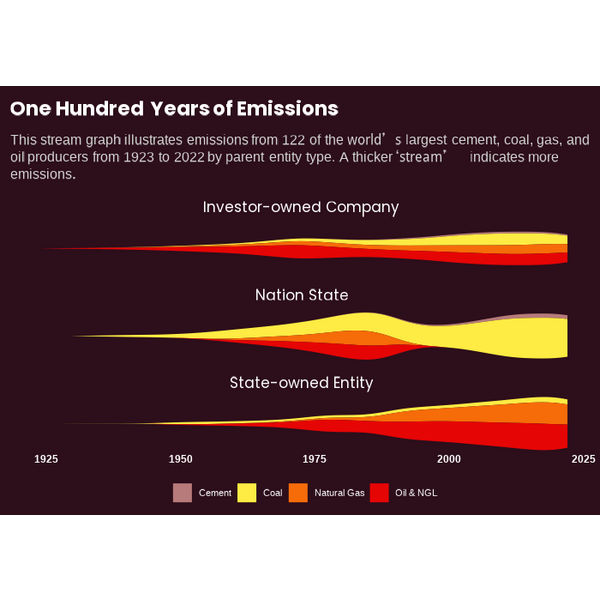 One Hundred Years of Emissions
This stream graph illustrates emissions from 122 of the world’s largest cement, coal, gas, and
oil producers from 1923 to 2022 by parent entity type. A thicker ‘stream’ indicates more
emissions.
Investor-owned Company
Nation State
State-owned Entity
1925 1950 1975 2000 2025
Cement Coal Natural Gas Oil & NGL